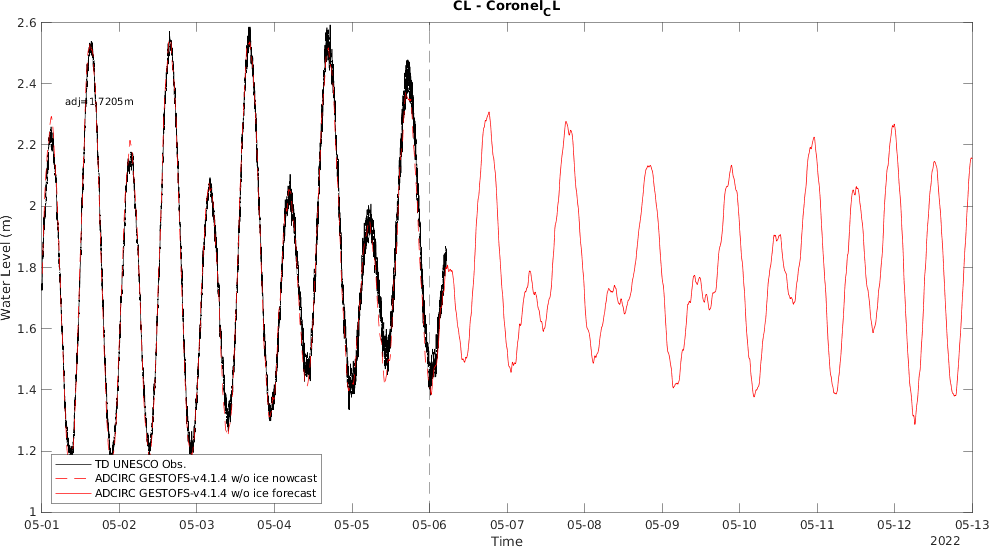 CL - Coronel_CL
2.6
2.4
adj=1.7205m
2.2
2
1.8
Water Level (m)
1.6
1.4
1.2
TD UNESCO Obs.
ADCIRC GESTOFS-v4.1.4 w/o ice nowcast
ADCIRC GESTOFS-v4.1.4 w/o ice forecast
1
05-01 05-02 05-03 05-04 05-05 05-06 05-07 05-08 05-09 05-10 05-11 05-12 05-13
Time
2022